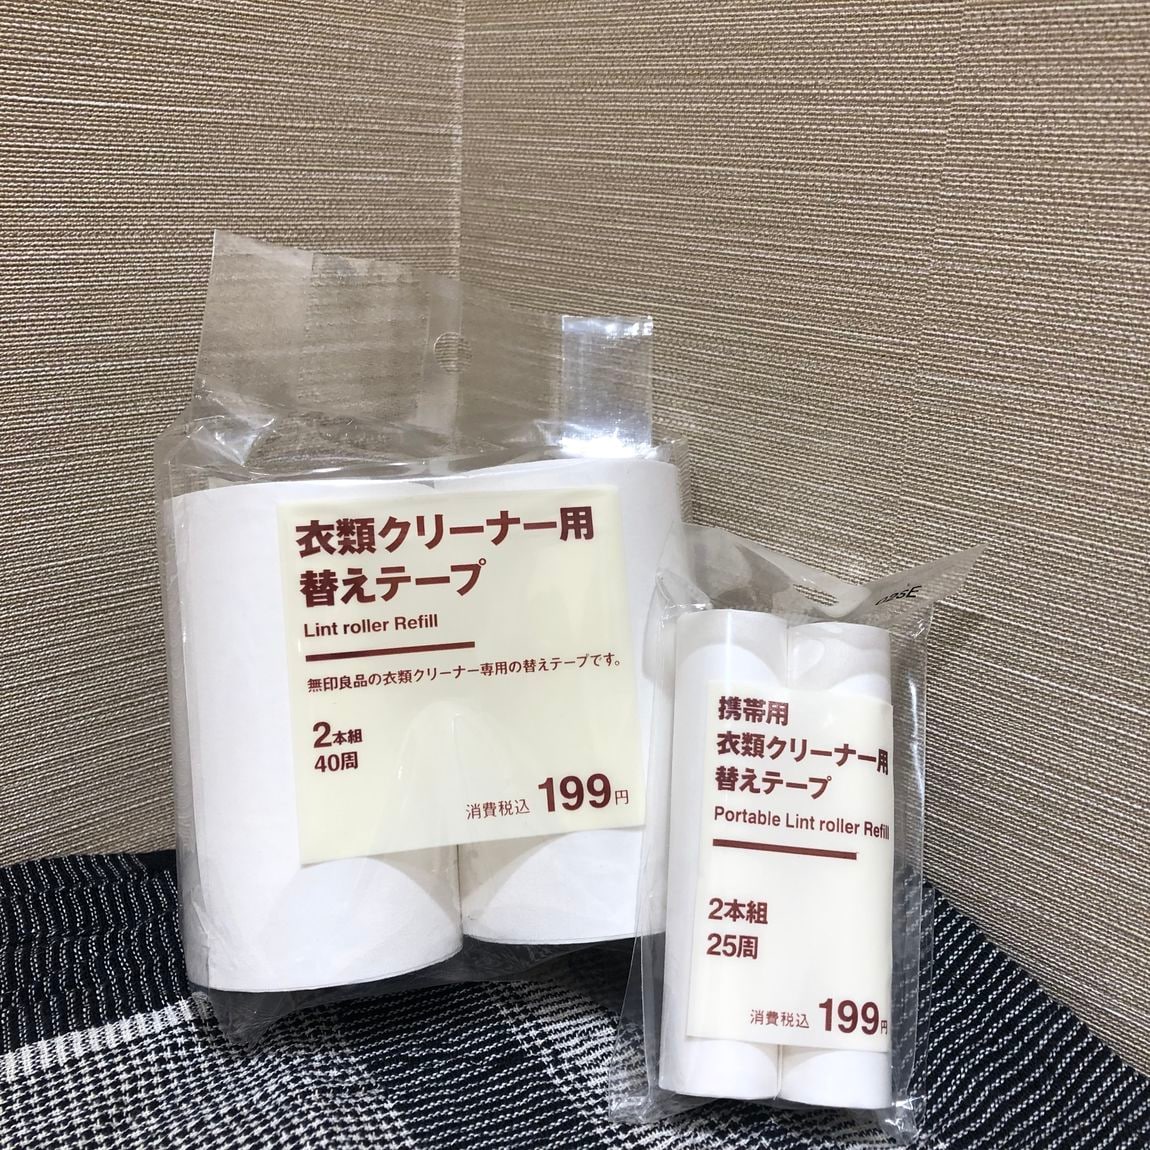 衣類クリーナー用
替えテープ
Lint roller Refill
無印良品の衣類クリーナー専用の替えテープです。
2本組
40周
消費税込 199円
携帯用
衣類クリーナー用
替えテープ
Portable Lint roller Refill
2本組
25周
消費税込 199円